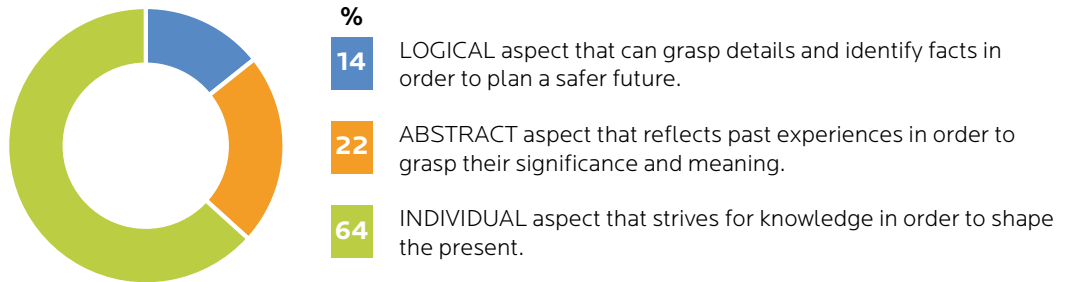 %
14
LOGICAL aspect that can grasp details and identify facts in
order to plan a safer future.
22
ABSTRACT aspect that reflects past experiences in order to
grasp their significance and meaning.
64
INDIVIDUAL aspect that strives for knowledge in order to shape
the present.